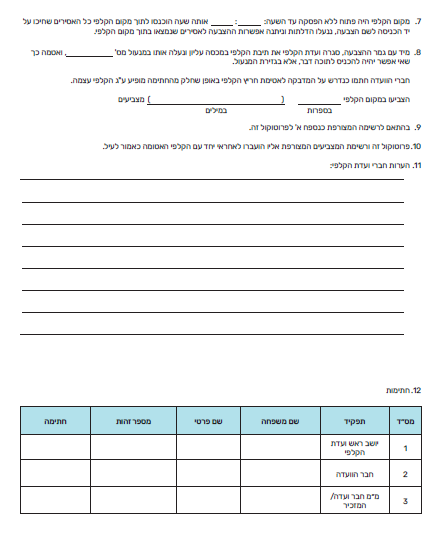 7. מקום הקלפי היה פתוח ללא הפסקה עד השעה: _____:_____ אותה שעה הוכנסו לתוך מקום הקלפי כל האסירים שחיכו על
יד הכניסה לשם הצבעה, ננעלו הדלתות וניתנה אפשרות ההצבעה לאסירים שנמצאו בתוך מקום הקלפי.
8. מיד עם גמר ההצבעה, סגרה ועדת הקלפי את תיבת הקלפי במכסה עליון ונעלה אותו במנעול מס' _________, ואטמה כך
שאי אפשר יהיה להכניס לתוכה דבר, אלא בגזירת המנעול.
חברי הוועדה חתמו כנדרש על המדבקה לאטימת חריץ הקלפי באופן שחלק מהחתימה מופיע ע"ג הקלפי עצמה.
הצביעו במקום הקלפי _________ (_________________________) מצביעים
בספרות במילים
9. בהתאם לרשימה המצורפת כנספח א' לפרוטוקול זה.
10. פרוטוקול זה ורשימת המצביעים המצורפת אליו הועברו לאחראי יחד עם הקלפי האטומה כאמור לעיל.
11. הערות חברי ועדת הקלפי:
12. חתימות
מס"ד תפקיד שם משפחה שם פרטי מספר זהות חתימה
1 יושב ראש ועדת
הקלפי
2 חבר הוועדה
3 מ"מ חבר ועדה/
המזכיר